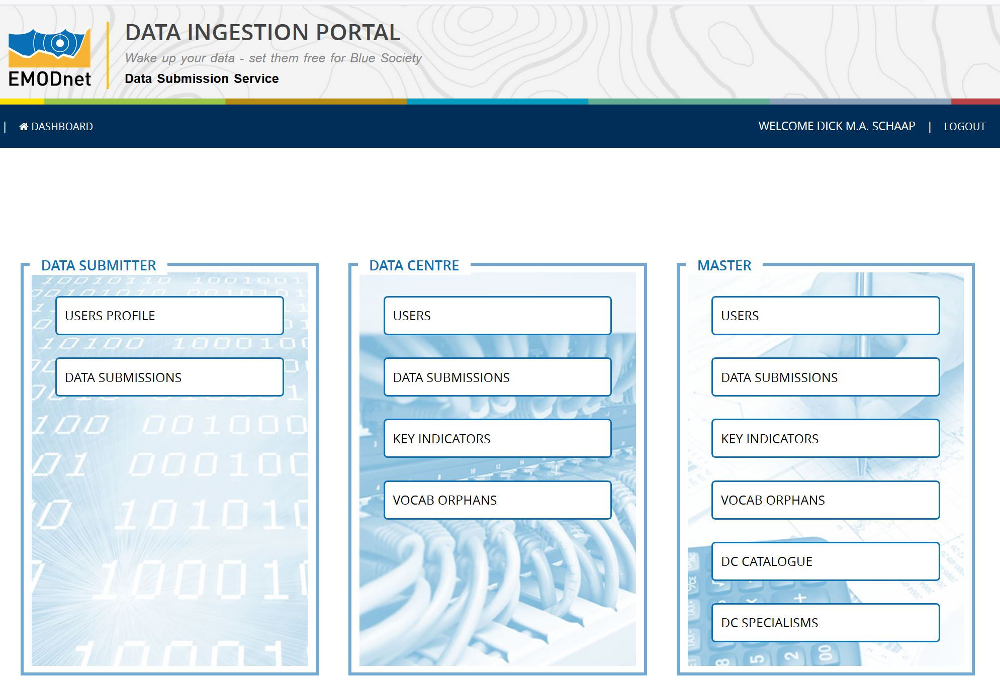 DATA INGESTION PORTAL
Wake up your data - set them free for Blue Society
EMODnet
Data Submission Service
| DASHBOARD
WELCOME DICK M.A. SCHAAP | LOGOUT
DATA SUBMITTER
USERS PROFILE
DATA SUBMISSIONS
DATA CENTRE
USERS
DATA SUBMISSIONS
KEY INDICATORS
VOCAB ORPHANS
MASTER
USERS
DATA SUBMISSIONS
KEY INDICATORS
VOCAB ORPHANS
DC CATALOGUE
DC SPECIALISMS